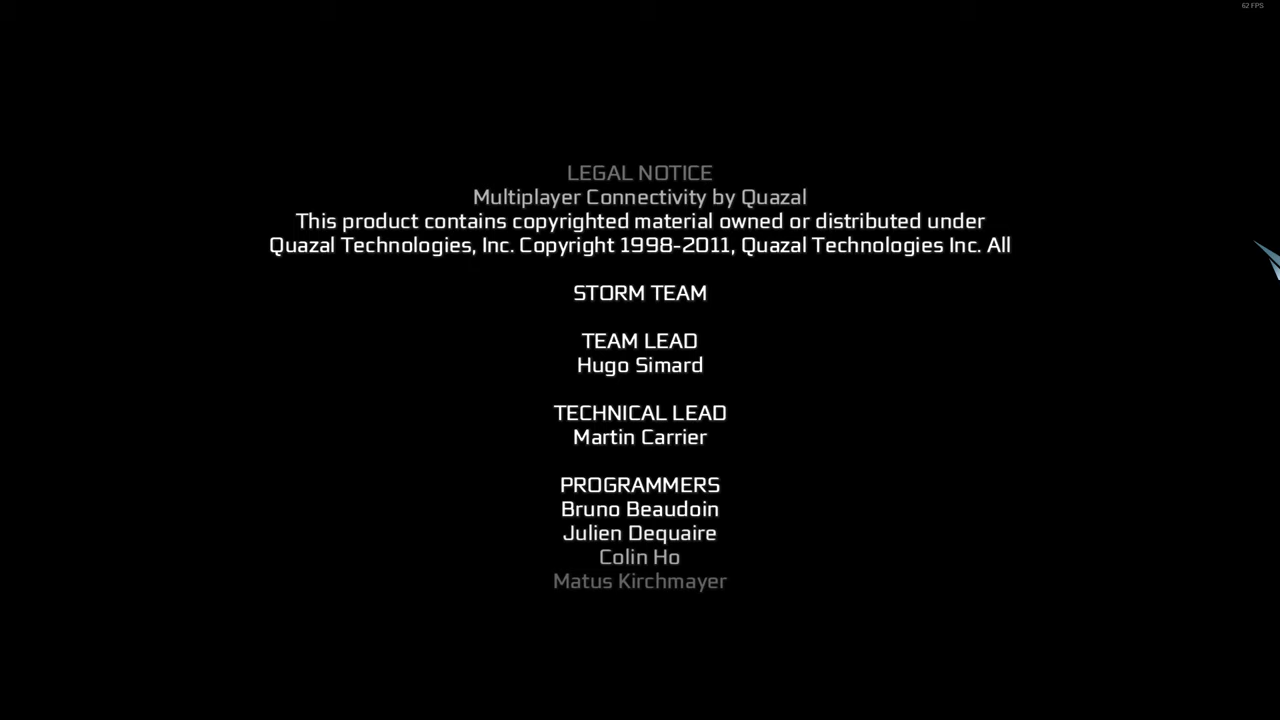 62 FPS
LEGAL NOTICE
Multiplayer Connectivity by Quazal
This product contains copyrighted material owned or distributed under
Quazal Technologies, Inc. Copyright 1998-2011, Quazal Technologies Inc. All
STORM TEAM
TEAM LEAD
Hugo Simard
TECHNICAL LEAD
Martin Carrier
PROGRAMMERS
Bruno Beaudoin
Julien Dequaire
Colin Ho
Matus Kirchmayer